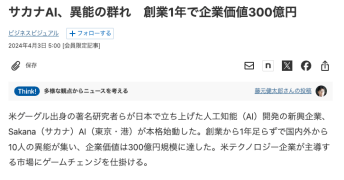 サカナAI、異能の群れ 創業1年で企業価値300億円
ビジネスビジュアル +フォローする
2024年4月3日 5:00 [会員限定記事]
保存
Think! 多様な観点からニュースを考える 藤元健太郎さんの投稿
米グーグル出身の著名研究者らが日本で立ち上げた人工知能（AI）開発の新興企業、
Sakana（サカナ）AI（東京・港）が本格始動した。創業から1年足らずで国内外から
10人の異能が集い、企業価値は300億円規模に達した。米テクノロジー企業が主導す
る市場にゲームチェンジを仕掛ける。